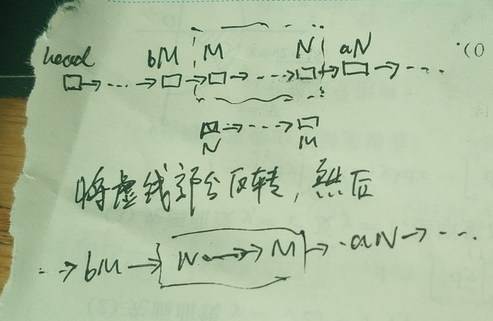 head bM M N aN
□→ ... →□→□→ ... →□→□→ ...
□→ ... →□
N M
将虚线部分反转，然后
...→bM→[N→M]→aN→...